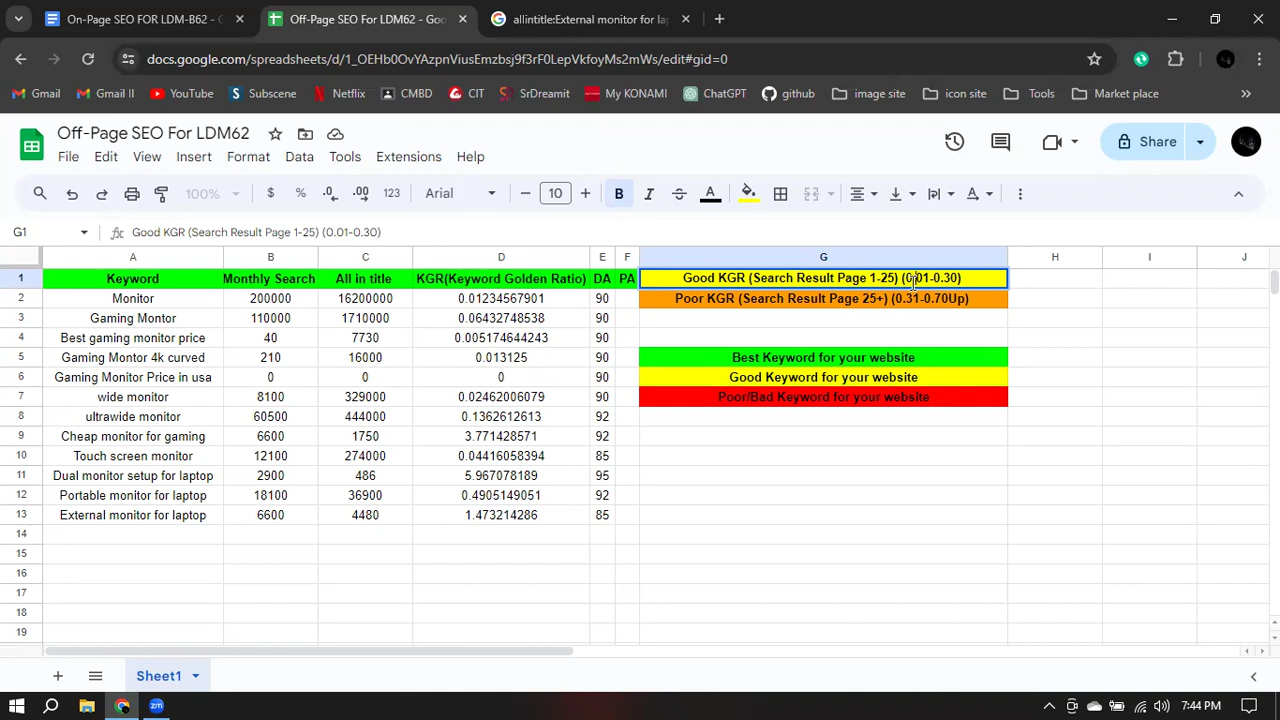 On-Page SEO For LDM-B62
Off-Page SEO For LDM62 - Goo
allintitle:External monitor for la
docs.google.com/spreadsheets/d/1_OEHb0OvYAzpnViusEmzbsj9f3rF0LepVkfoyMs2mWs/edit#gid=0
Gmail Gmail II YouTube Subscene Netflix CMBD CIT SrDreamit My KONAMI ChatGPT github image site icon site Tools Market place
Off-Page SEO For LDM62
File Edit View Insert Format Data Tools Extensions Help
Share
100% $ % .0 .00 123 Arial 10 B I A
G1 fx Good KGR (Search Result Page 1-25) (0.01-0.30)
A B C D E F G H I J
1 Keyword Monthly Search All in title KGR(Keyword Golden Ratio) DA PA Good KGR (Search Result Page 1-25) (0.01-0.30)
2 Monitor 200000 16200000 0.01234567901 90 Poor KGR (Search Result Page 25+) (0.31-0.70Up)
3 Gaming Montor 110000 1710000 0.06432748538 90
4 Best gaming monitor price 40 7730 0.005174644243 90
5 Gaming Montor 4k curved 210 16000 0.013125 90 Best Keyword for your website
6 Gaming Monitor Price in usa 0 0 0 90 Good Keyword for your website
7 wide monitor 8100 329000 0.02462006079 90 Poor/Bad Keyword for your website
8 ultrawide monitor 60500 444000 0.1362612613 92
9 Cheap monitor for gaming 6600 1750 3.771428571 92
10 Touch screen monitor 12100 274000 0.04416058394 85
11 Dual monitor setup for laptop 2900 486 5.967078189 95
12 Portable monitor for laptop 18100 36900 0.4905149051 92
13 External monitor for laptop 6600 4480 1.473214286 85
14
15
16
17
18
19
Sheet1
zm 7:44 PM